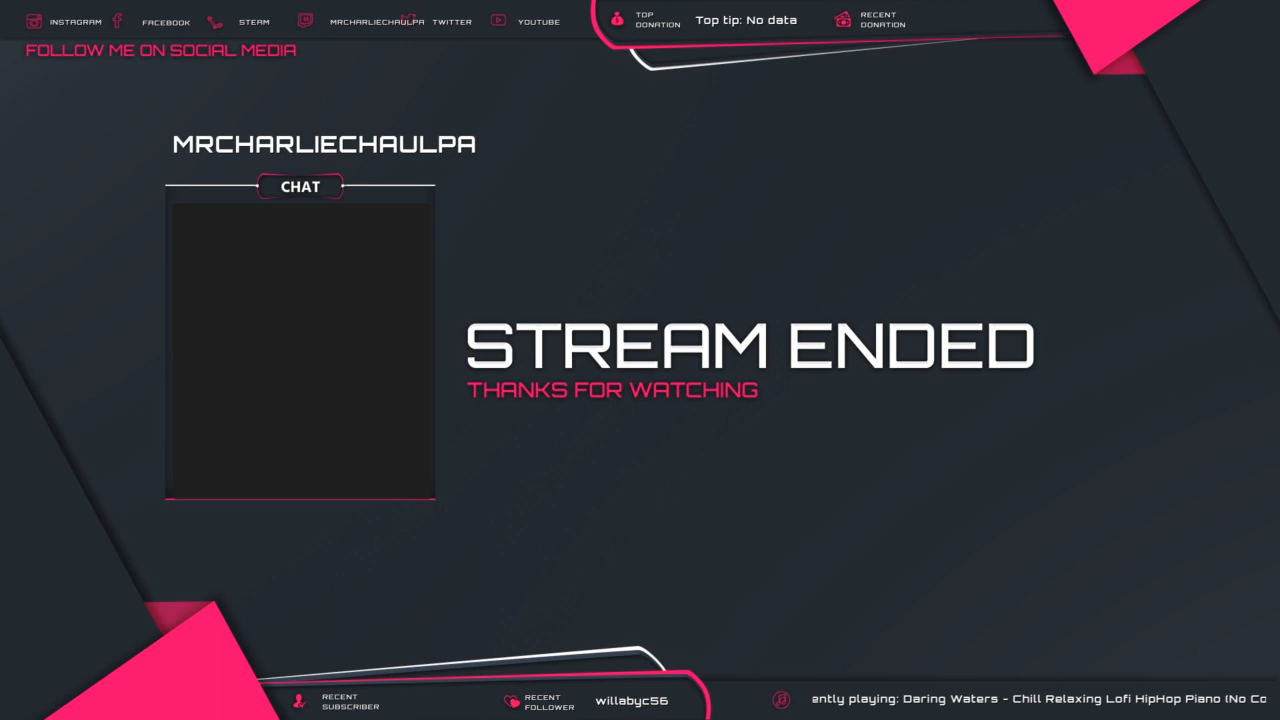 INSTAGRAM FACEBOOK STEAM MRCHARLIECHAULPA TWITTER YOUTUBE
TOP
DONATION
Top tip: No data
RECENT
DONATION
FOLLOW ME ON SOCIAL MEDIA
MRCHARLIECHAULPA
CHAT
STREAM ENDED
THANKS FOR WATCHING
RECENT
SUBSCRIBER
RECENT
FOLLOWER
willabyc56
ently playing: Daring Waters - Chill Relaxing Lofi HipHop Piano (No Co